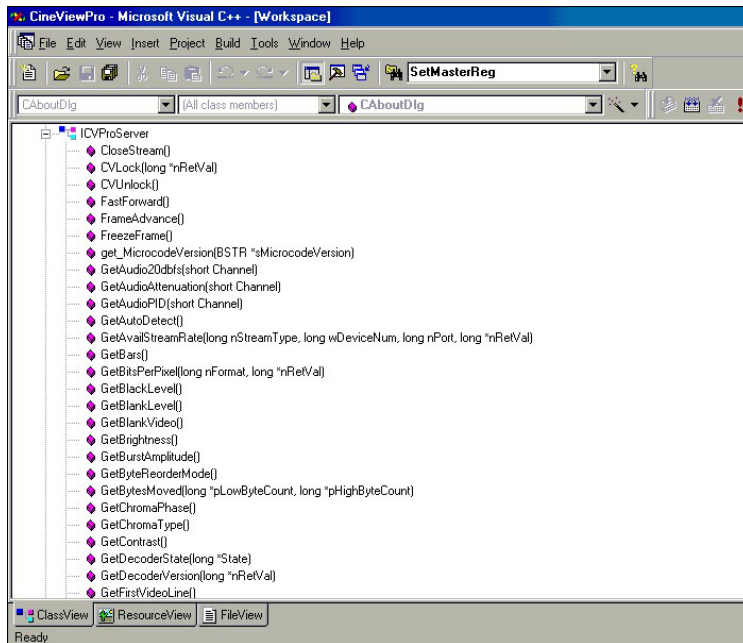 CineViewPro - Microsoft Visual C++ - [Workspace]
File Edit View Insert Project Build Tools Window Help
SetMasterReg
CAboutDlg (All class members) CAboutDlg
ICVProServer
CloseStream()
CVLock(long *nRetVal)
CVUnlock()
FastForward()
FrameAdvance()
FreezeFrame()
get_MicrocodeVersion(BSTR *sMicrocodeVersion)
GetAudio20dbfs(short Channel)
GetAudioAttenuation(short Channel)
GetAudioPID(short Channel)
GetAutoDetect()
GetAvailStreamRate(long nStreamType, long wDeviceNum, long nPort, long *nRetVal)
GetBars()
GetBitsPerPixel(long nFormat, long *nRetVal)
GetBlackLevel()
GetBlankLevel()
GetBlankVideo()
GetBrightness()
GetBurstAmplitude()
GetByteReorderMode()
GetBytesMoved(long *pLowByteCount, long *pHighByteCount)
GetChromaPhase()
GetChromaType()
GetContrast()
GetDecoderState(long *State)
GetDecoderVersion(long *nRetVal)
GetFirstVideoLine()
ClassView ResourceView FileView
Ready